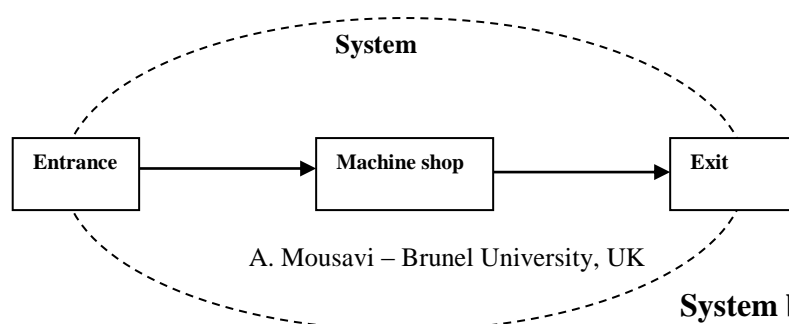 System
Entrance
Machine shop
Exit
A. Mousavi – Brunel University, UK
System